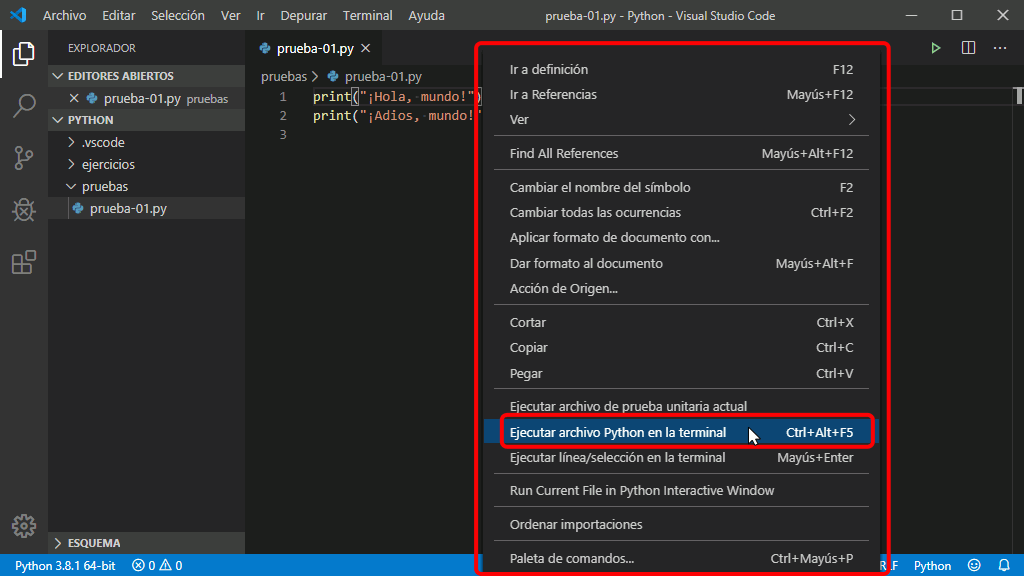 Archivo Editar Selección Ver Ir Depurar Terminal Ayuda prueba-01.py - Python - Visual Studio Code
EXPLORADOR
EDITORES ABIERTOS
prueba-01.py pruebas
PYTHON
.vscode
ejercicios
pruebas
prueba-01.py
ESQUEMA
prueba-01.py
pruebas > prueba-01.py
1 print("¡Hola, mundo!")
2 print("¡Adios, mundo!"
3
Ir a definición F12
Ir a Referencias Mayús+F12
Ver
Find All References Mayús+Alt+F12
Cambiar el nombre del símbolo F2
Cambiar todas las ocurrencias Ctrl+F2
Aplicar formato de documento con...
Dar formato al documento Mayús+Alt+F
Acción de Origen...
Cortar Ctrl+X
Copiar Ctrl+C
Pegar Ctrl+V
Ejecutar archivo de prueba unitaria actual
Ejecutar archivo Python en la terminal Ctrl+Alt+F5
Ejecutar línea/selección en la terminal Mayús+Enter
Run Current File in Python Interactive Window
Ordenar importaciones
Paleta de comandos... Ctrl+Mayús+P
Python 3.8.1 64-bit 0 0 Python